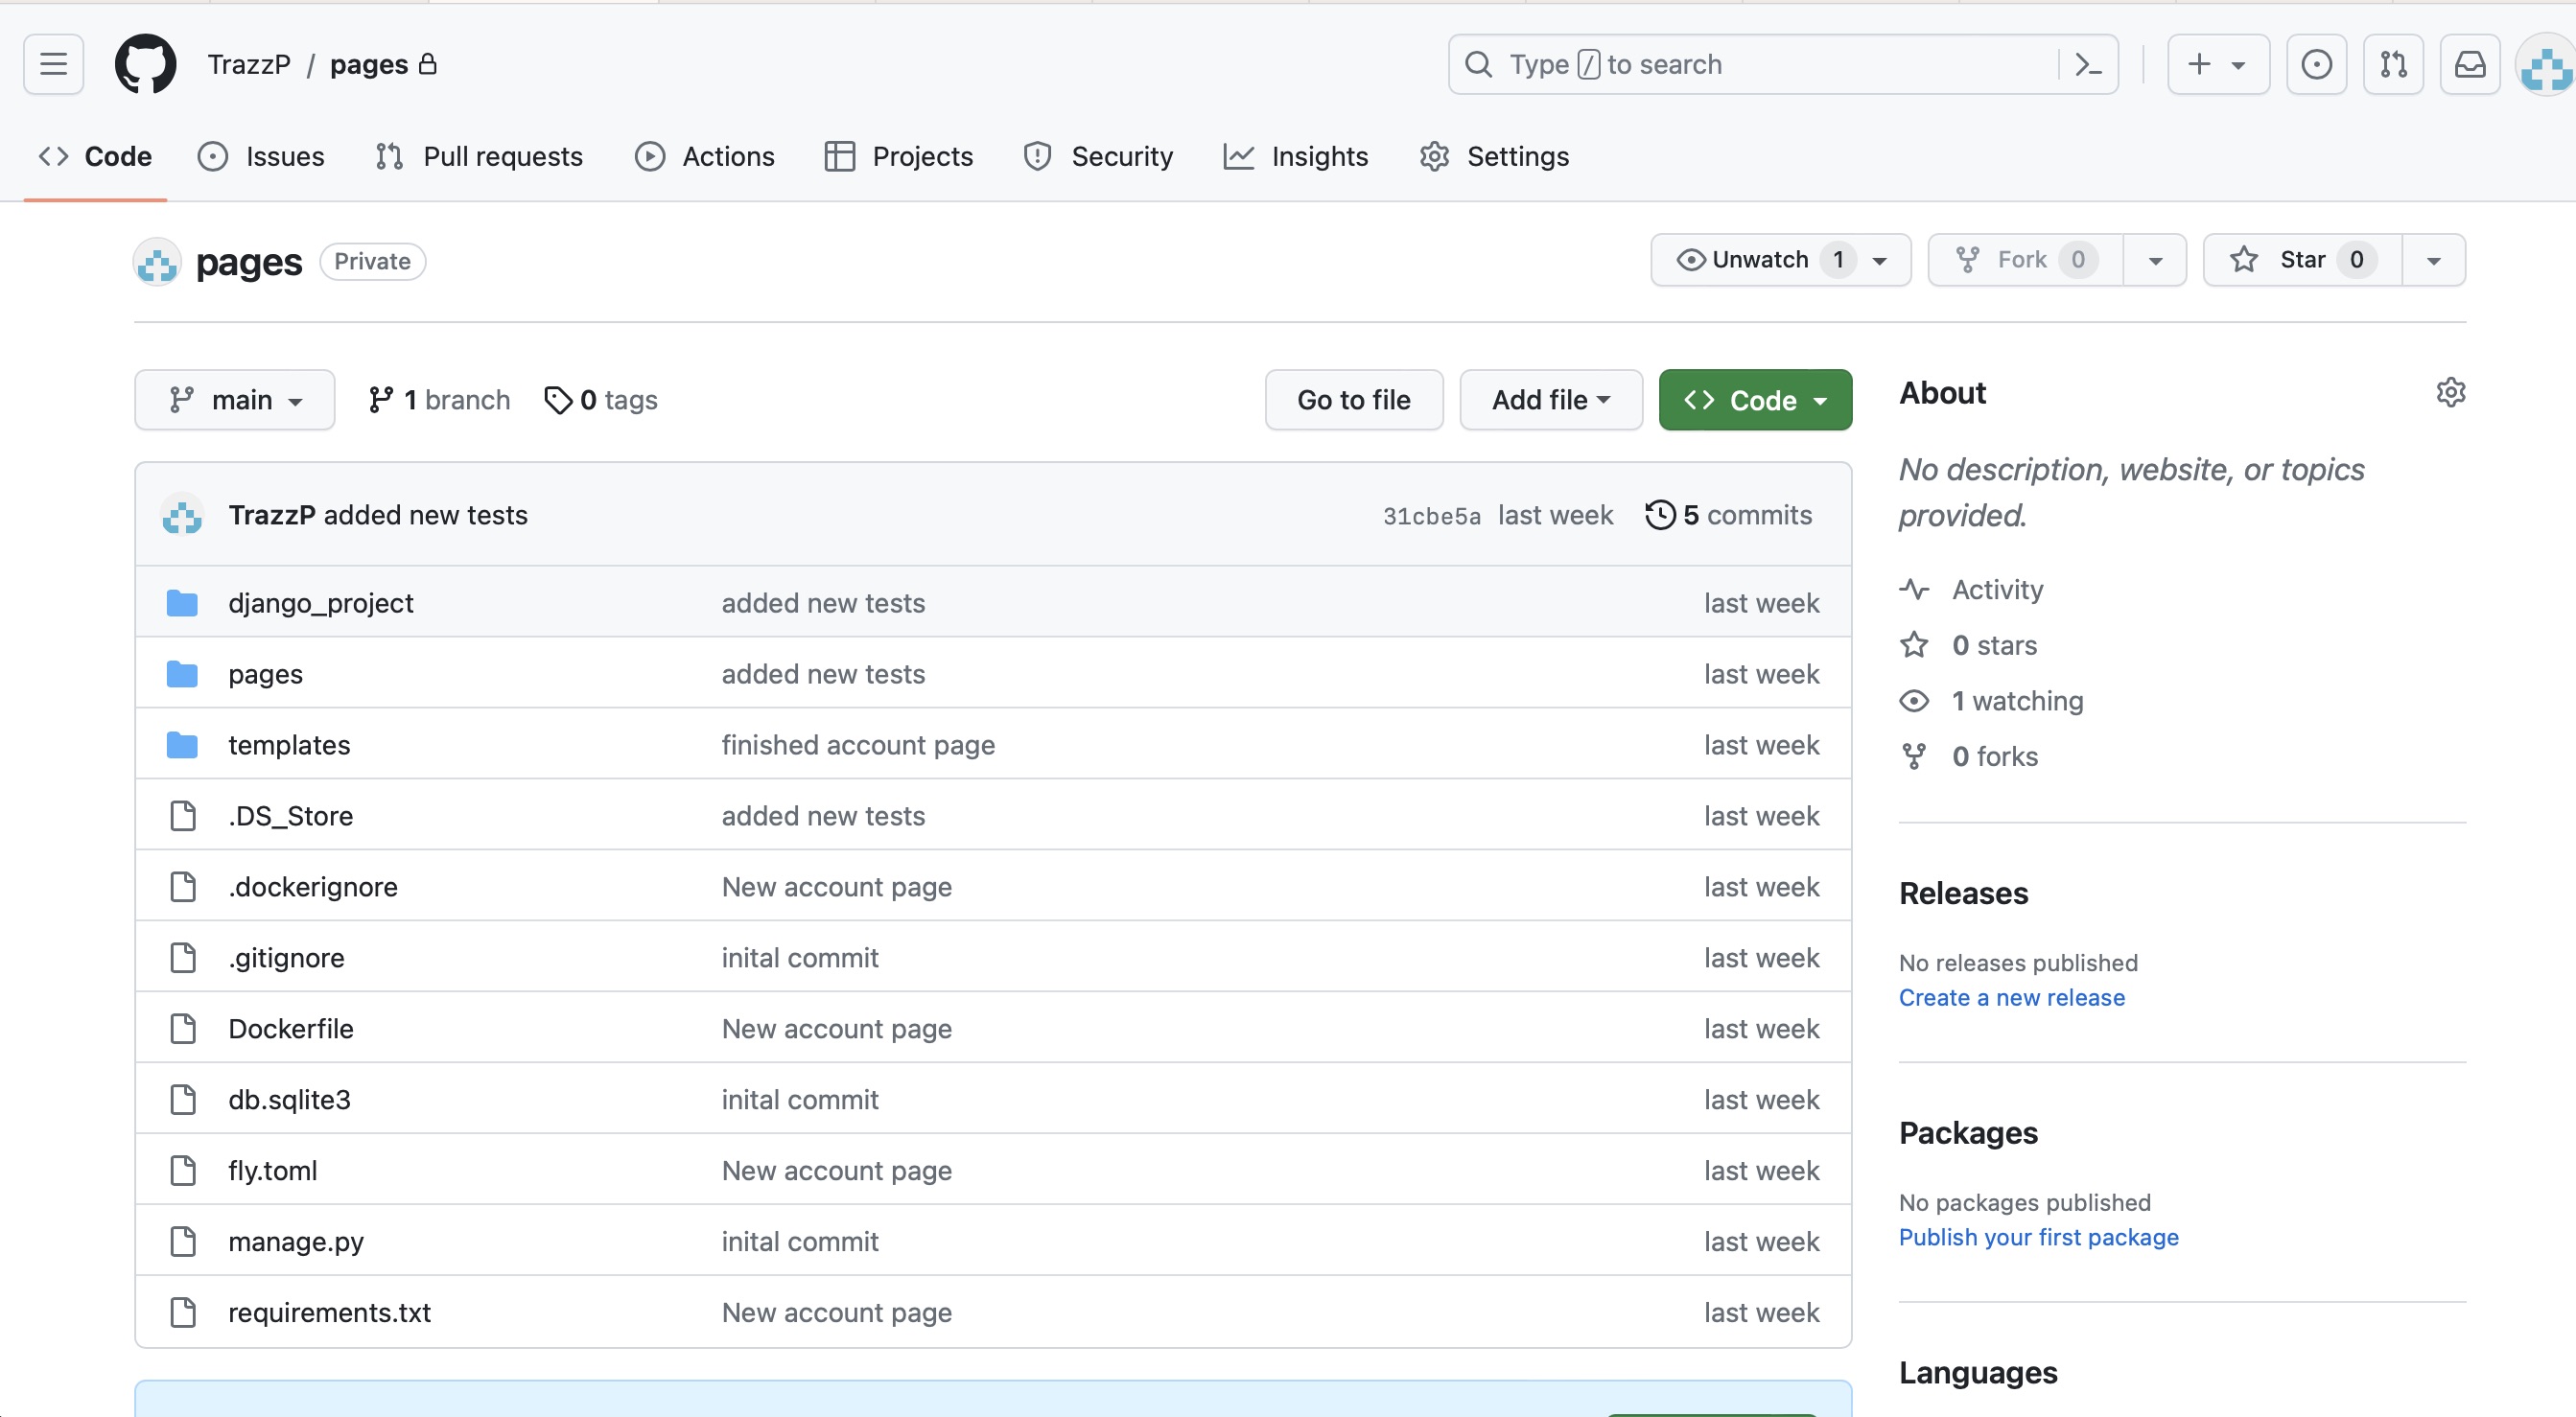 TrazzP / pages
Type / to search
Code Issues Pull requests Actions Projects Security Insights Settings
pages Private Unwatch 1 Fork 0 Star 0
main 1 branch 0 tags Go to file Add file Code
About
No description, website, or topics
provided.
TrazzP added new tests 31cbe5a last week 5 commits
django_project added new tests last week
pages added new tests last week
templates finished account page last week
.DS_Store added new tests last week
.dockerignore New account page last week
.gitignore inital commit last week
Dockerfile New account page last week
db.sqlite3 inital commit last week
fly.toml New account page last week
manage.py inital commit last week
requirements.txt New account page last week
Activity
0 stars
1 watching
0 forks
Releases
No releases published
Create a new release
Packages
No packages published
Publish your first package
Languages